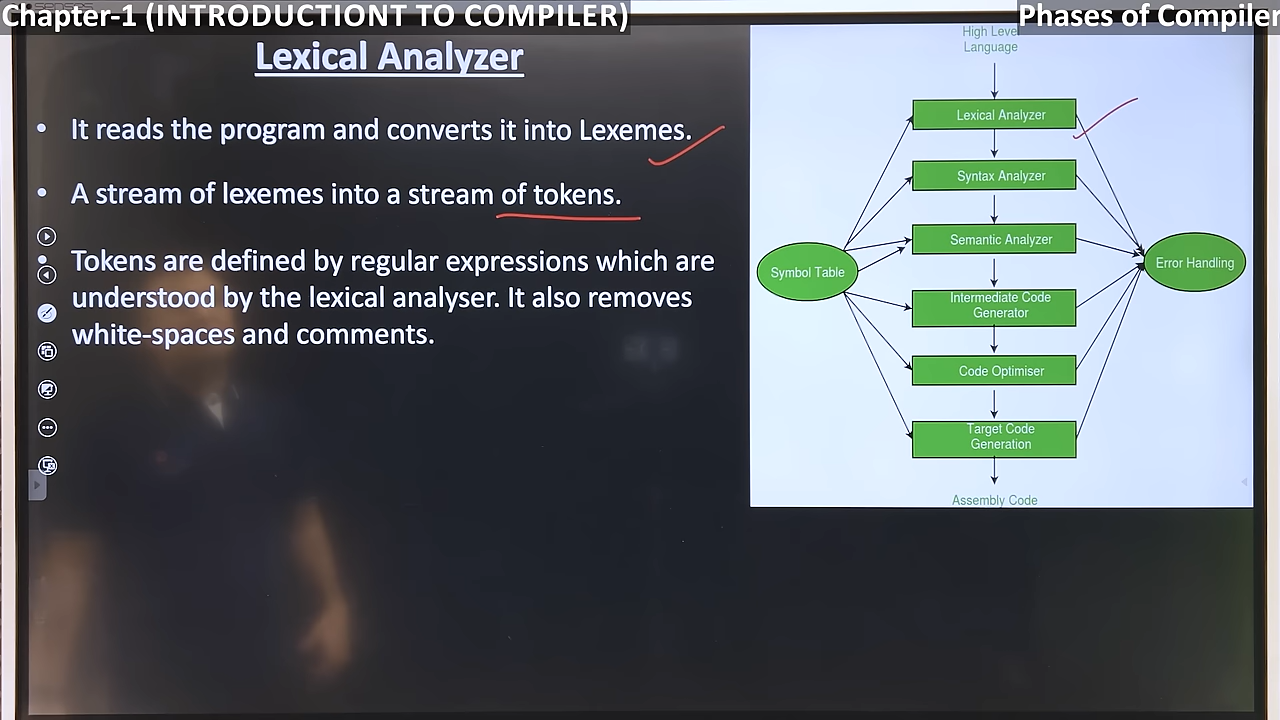 Chapter-1 (INTRODUCTIONT TO COMPILER)
Phases of Compiler
Lexical Analyzer
• It reads the program and converts it into Lexemes.
• A stream of lexemes into a stream of tokens.
• Tokens are defined by regular expressions which are
understood by the lexical analyser. It also removes
white-spaces and comments.
High Level
Language
Lexical Analyzer
Syntax Analyzer
Semantic Analyzer
Symbol Table
Error Handling
Intermediate Code
Generator
Code Optimiser
Target Code
Generation
Assembly Code